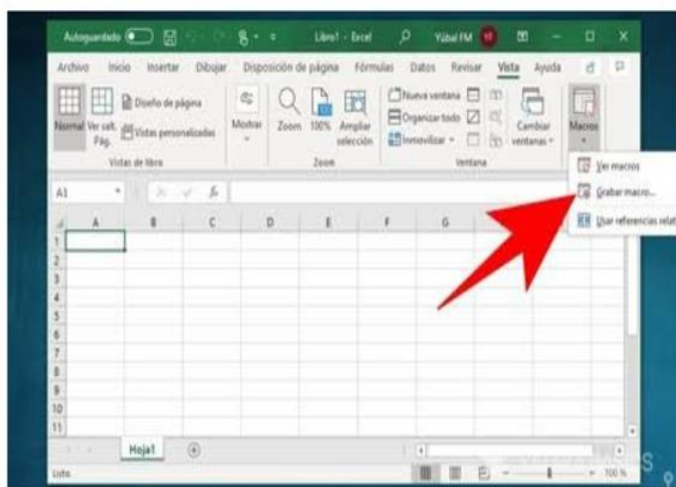 Autoguardado
Libro1 - Excel
Yúbal FM
Archivo Inicio Insertar Dibujar Disposición de página Fórmulas Datos Revisar Vista Ayuda
Normal
Ver salt. Pág.
Diseño de página
Vistas personalizadas
Vistas de libro
Mostrar
Zoom
100%
Ampliar selección
Zoom
Nueva ventana
Organizar todo
Inmovilizar
Ventana
Cambiar ventanas
Macros
Ver macros
Grabar macro...
Usar referencias relat
A1
fx
A B C D E F G
1
2
3
4
5
6
7
8
9
10
11
Hoja1
Listo
100 %